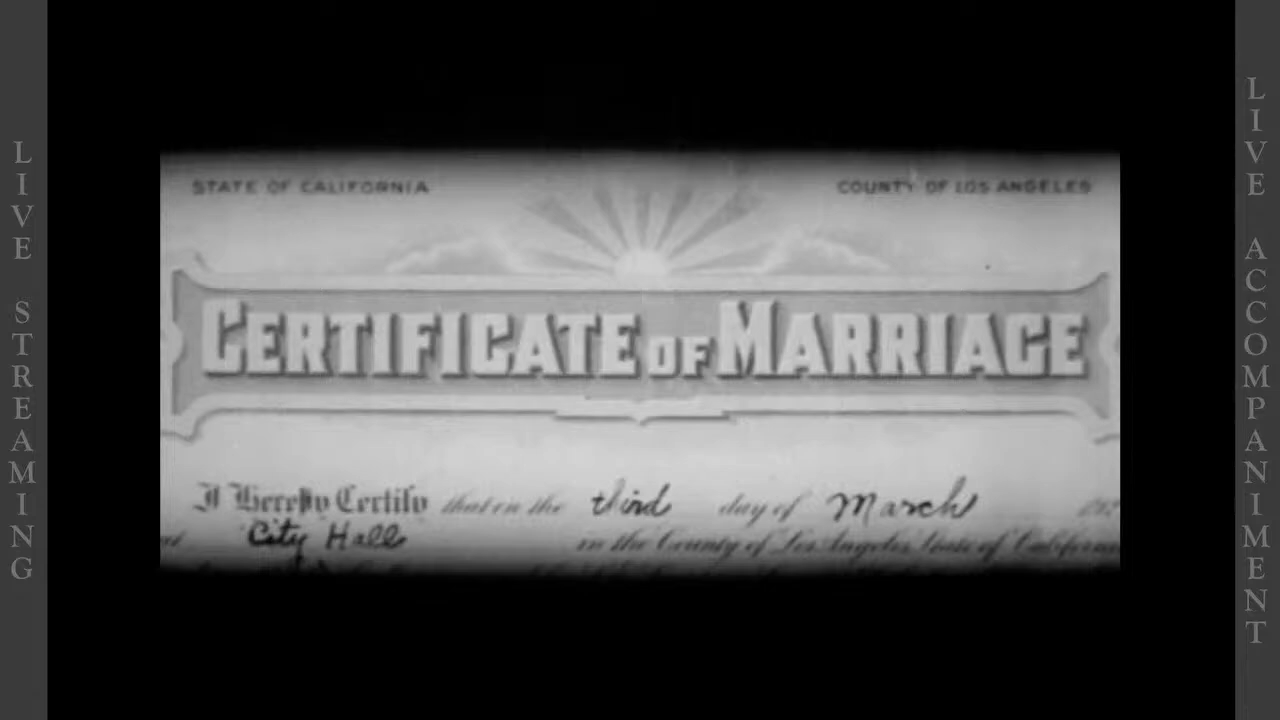 STATE OF CALIFORNIA
COUNTY OF LOS ANGELES
CERTIFICATE OF MARRIAGE
I Hereby Certify that on the third day of March
at City Hall in the County of Los Angeles State of California
LIVE STREAMING
LIVE ACCOMPANIMENT